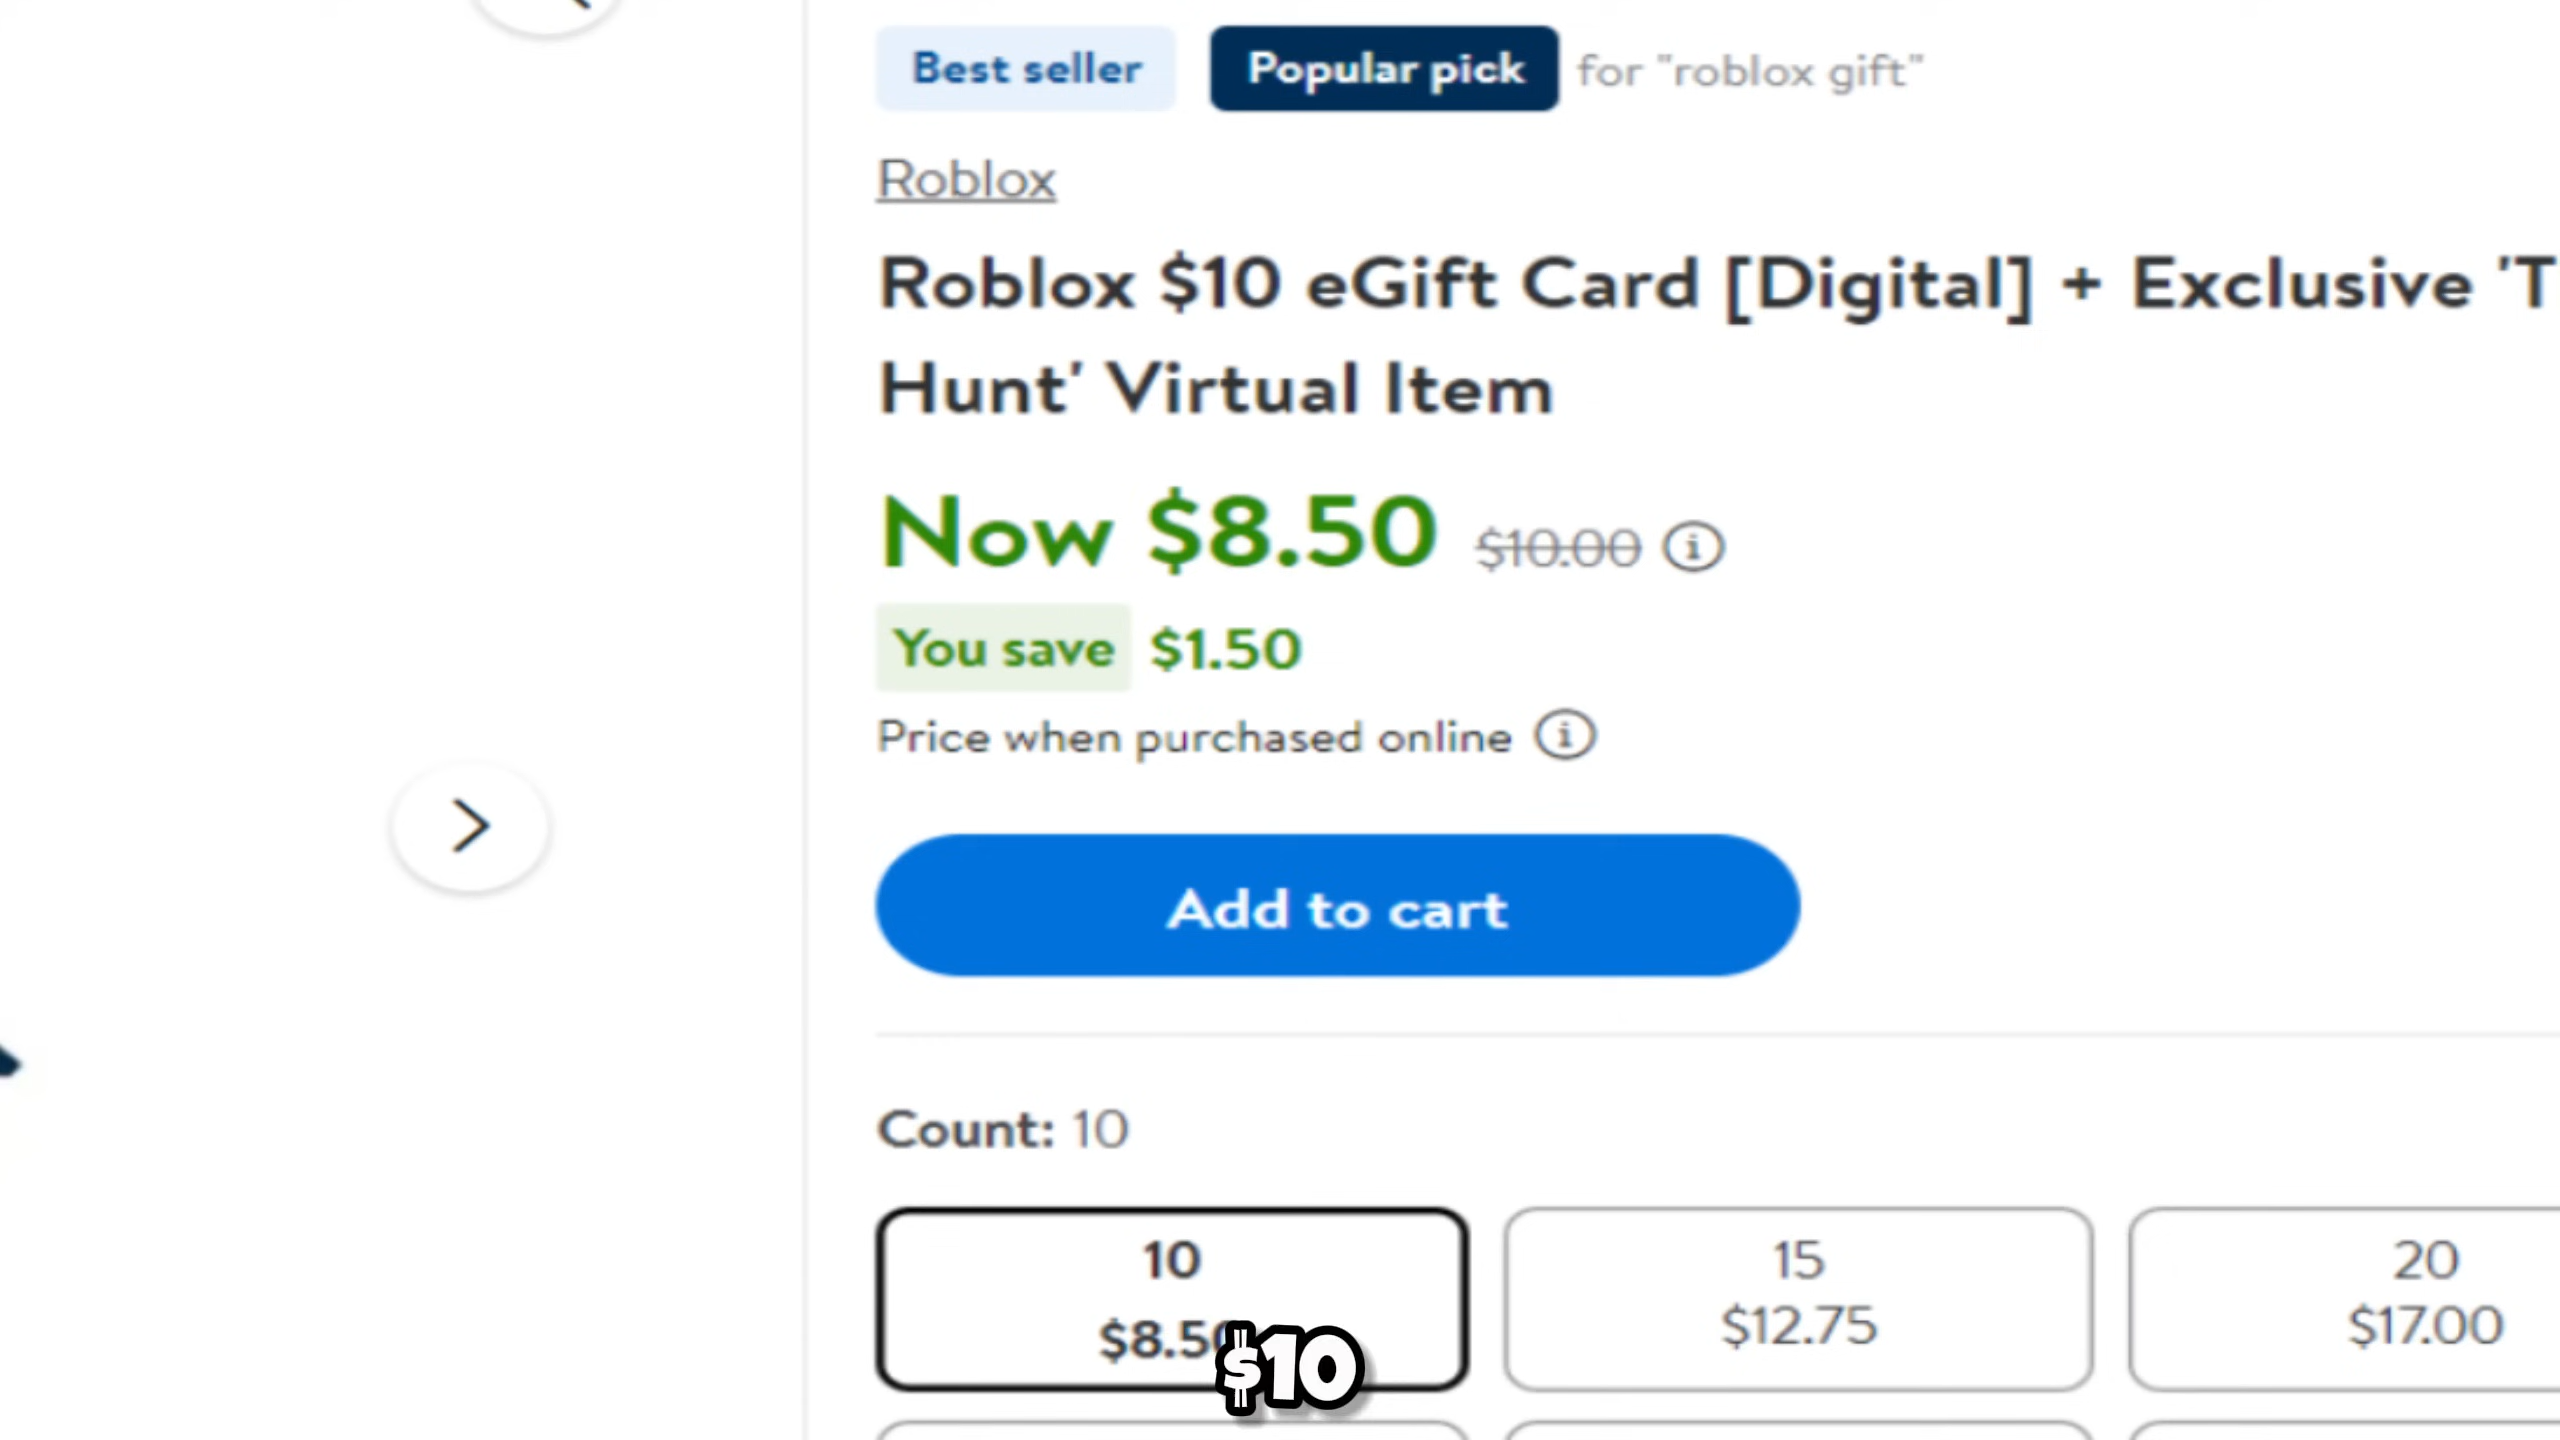 Best seller Popular pick for "roblox gift"
Roblox
Roblox $10 eGift Card [Digital] + Exclusive 'T
Hunt' Virtual Item
Now $8.50 $10.00
You save $1.50
Price when purchased online
Add to cart
Count: 10
10 15 20
$8.50 $12.75 $17.00
$10